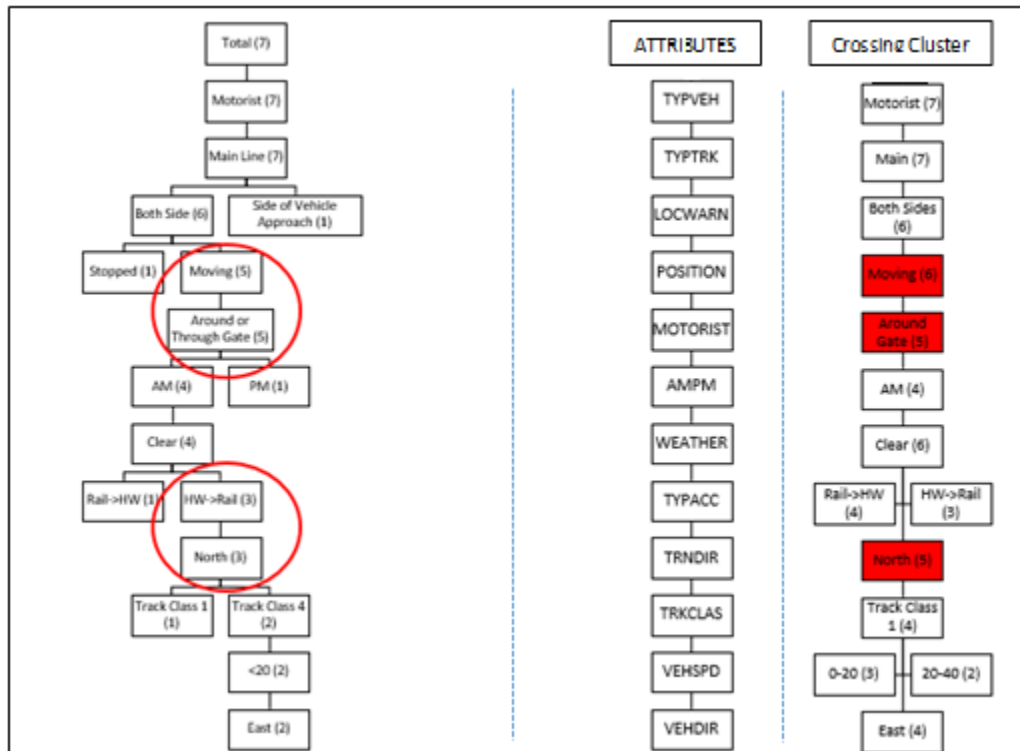 Total (7)
ATTRIBUTES
Crossing Cluster
Motorist (7)
TYPVEH
Motorist (7)
Main Line (7)
TYPTRK
Main (7)
Both Side (6)
Side of Vehicle
Approach (1)
LOCWARN
Both Sides
(6)
Stopped (1)
Moving (5)
POSITION
Moving (6)
Around or
Through Gate (5)
MOTORIST
Around
Gate (5)
AM (4)
PM (1)
AMPM
AM (4)
Clear (4)
WEATHER
Clear (6)
Rail->HW (1)
HW->Rail (3)
TYPACC
Rail->HW
(4)
HW->Rail
(3)
North (3)
TRNDIR
North (5)
Track Class 1
(1)
Track Class 4
(2)
TRKCLAS
Track Class
1 (4)
<20 (2)
VEHSPD
0-20 (3)
20-40 (2)
East (2)
VEHDIR
East (4)